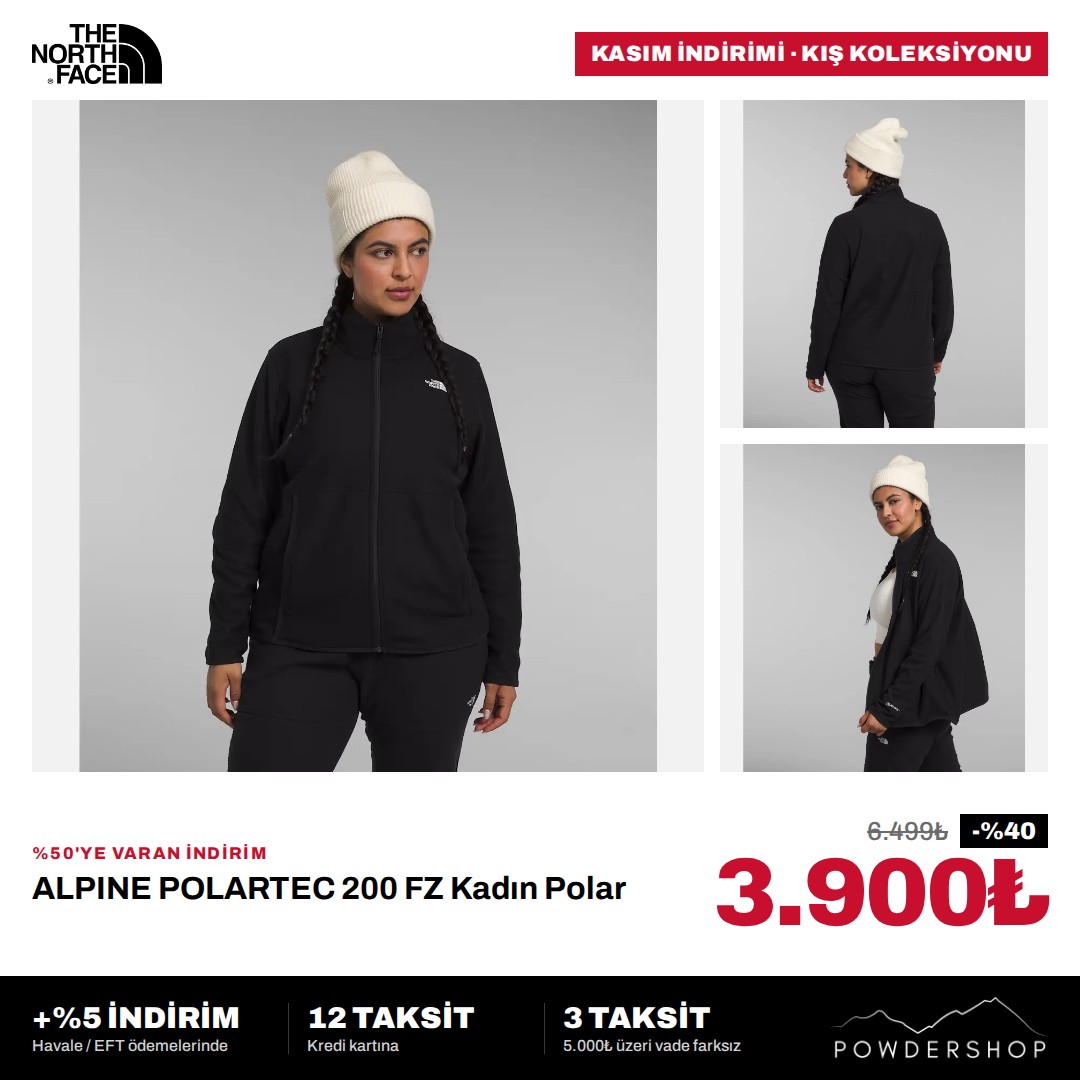 THE
NORTH
FACE
KASIM İNDİRİMİ · KIŞ KOLEKSİYONU
%50'YE VARAN İNDİRİM
ALPINE POLARTEC 200 FZ Kadın Polar
6.499₺ -%40
3.900₺
+%5 İNDİRİM
Havale / EFT ödemelerinde
12 TAKSİT
Kredi kartına
3 TAKSİT
5.000₺ üzeri vade farksız
POWDERSHOP